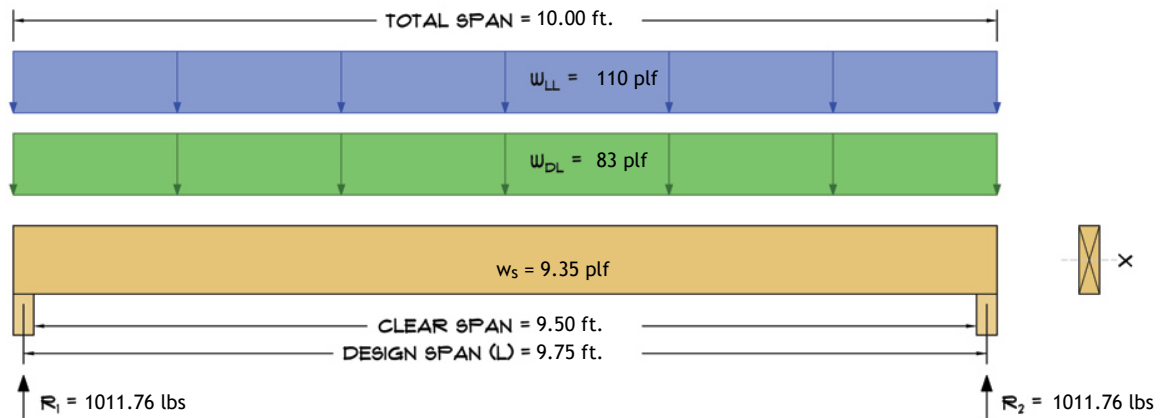 TOTAL SPAN = 10.00 ft.
WLL = 110 plf
WDL = 83 plf
ws = 9.35 plf
X
CLEAR SPAN = 9.50 ft.
DESIGN SPAN (L) = 9.75 ft.
R1 = 1011.76 lbs
R2 = 1011.76 lbs